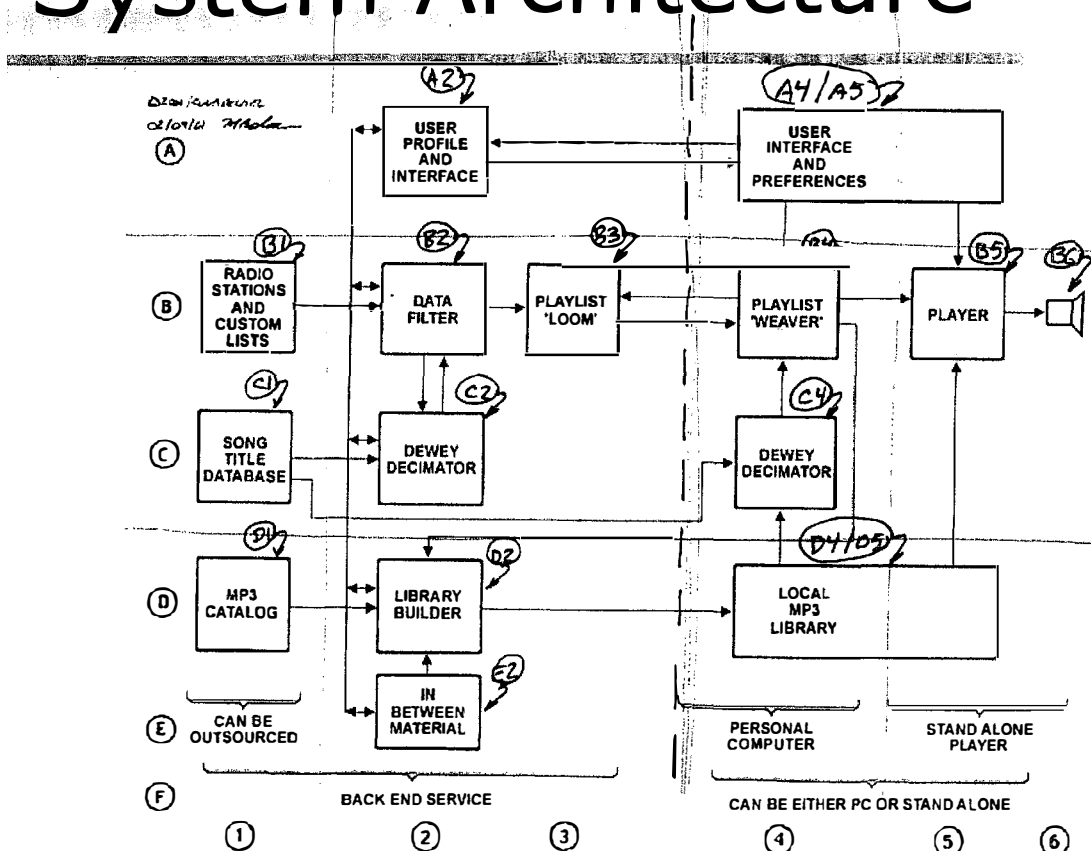 System Architecture
02/09/61
A2
A4/A5
A
USER
PROFILE
AND
INTERFACE
USER
INTERFACE
AND
PREFERENCES
B1
B2
B3
B5
B6
B
RADIO
STATIONS
AND
CUSTOM
LISTS
DATA
FILTER
PLAYLIST
'LOOM'
PLAYLIST
'WEAVER'
PLAYER
C1
C2
C4
C
SONG
TITLE
DATABASE
DEWEY
DECIMATOR
DEWEY
DECIMATOR
D1
D2
D4/D5
D
MP3
CATALOG
LIBRARY
BUILDER
LOCAL
MP3
LIBRARY
E2
E
CAN BE
OUTSOURCED
IN
BETWEEN
MATERIAL
PERSONAL
COMPUTER
STAND ALONE
PLAYER
F
BACK END SERVICE
CAN BE EITHER PC OR STAND ALONE
1
2
3
4
5
6